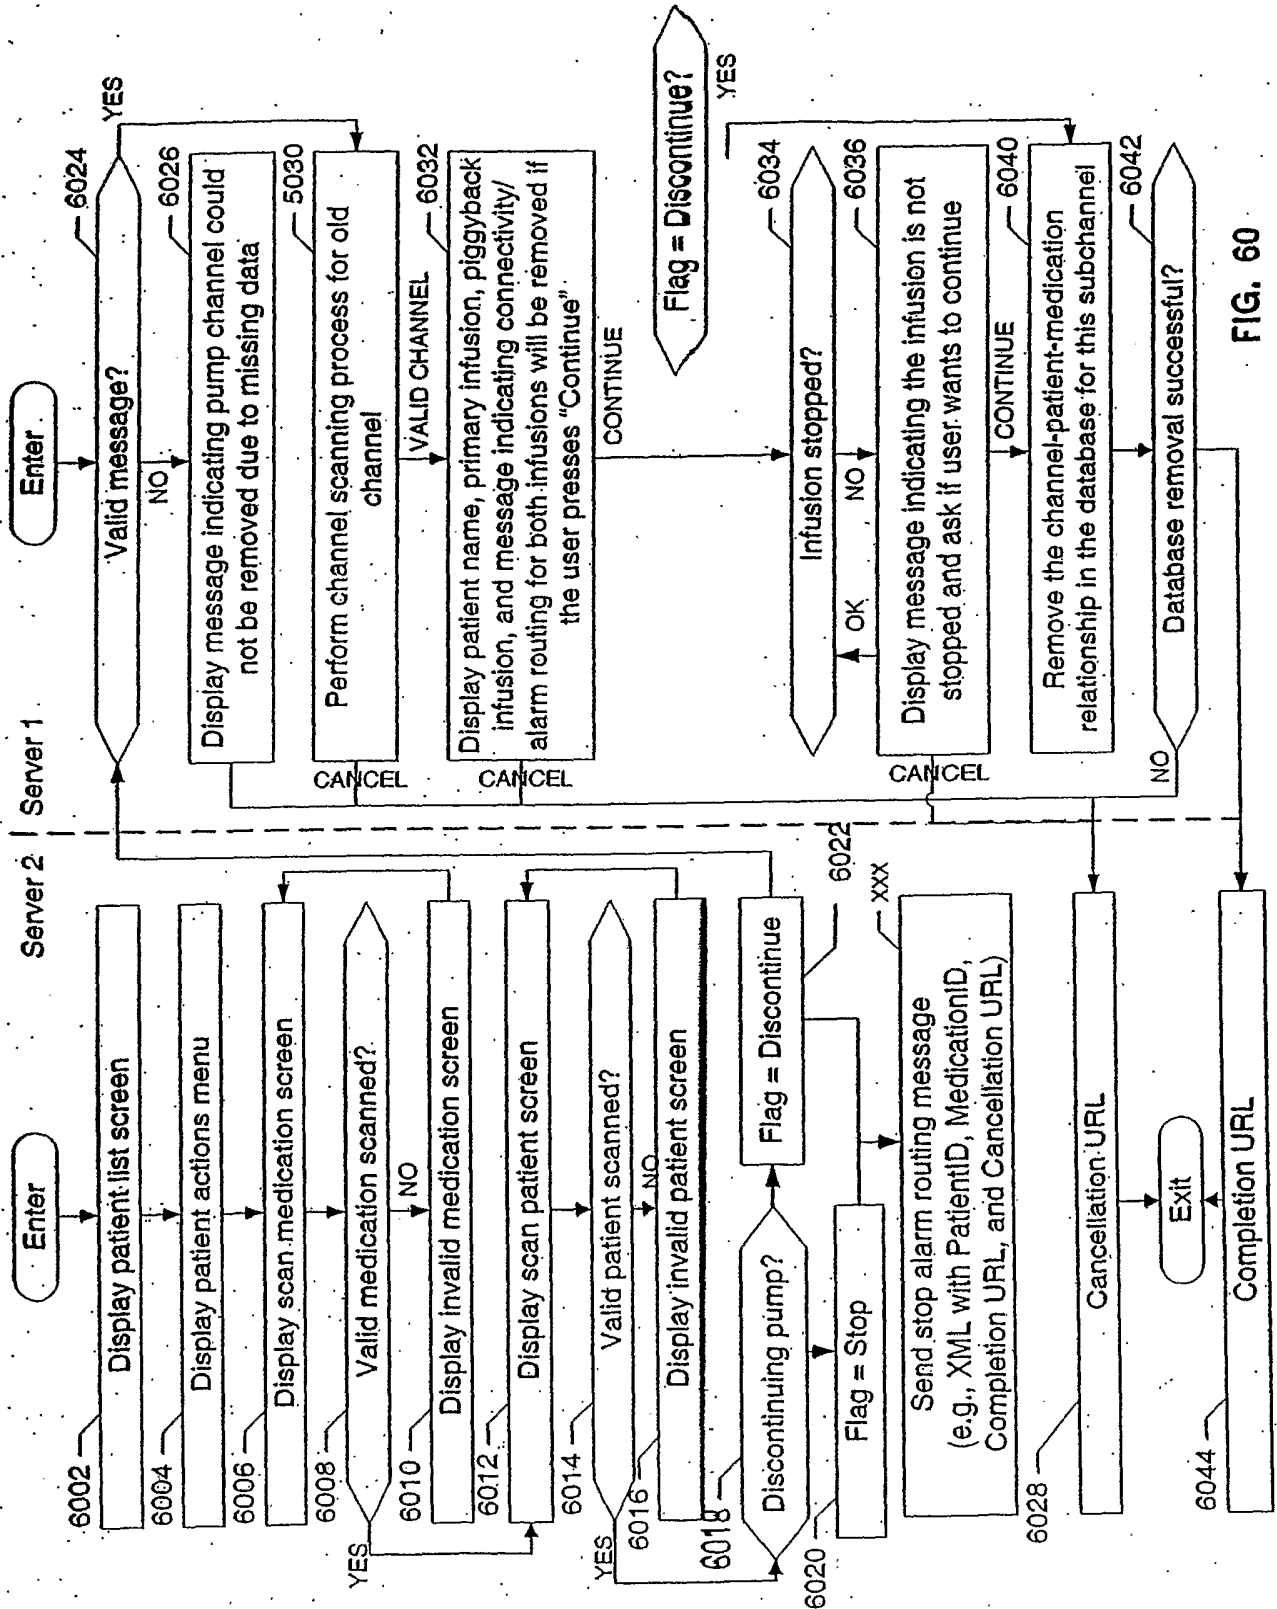 Server 2
Enter
6002
Display patient list screen
6004
Display patient actions menu
6006
Display scan medication screen
6008
Valid medication scanned?
YES
NO
6010
Display invalid medication screen
6012
Display scan patient screen
6014
Valid patient scanned?
YES
NO
6016
Display invalid patient screen
6018
Discontinuing pump?
Flag = Discontinue
6022
6020
Flag = Stop
XXX
Send stop alarm routing message
(e.g., XML with PatientID, MedicationID,
Completion URL, and Cancellation URL)
6028
Cancellation URL
Exit
6044
Completion URL
Server 1
Enter
6024
Valid message?
YES
NO
6026
Display message indicating pump channel could
not be removed due to missing data
5030
Perform channel scanning process for old
channel
CANCEL
VALID CHANNEL
6032
Display patient name, primary infusion, piggyback
infusion, and message indicating connectivity/
alarm routing for both infusions will be removed if
the user presses “Continue”
CANCEL
CONTINUE
Flag = Discontinue?
YES
6034
Infusion stopped?
OK
NO
6036
Display message indicating the infusion is not
stopped and ask if user wants to continue
CANCEL
CONTINUE
6040
Remove the channel-patient-medication
relationship in the database for this subchannel
6042
Database removal successful?
NO
FIG. 60